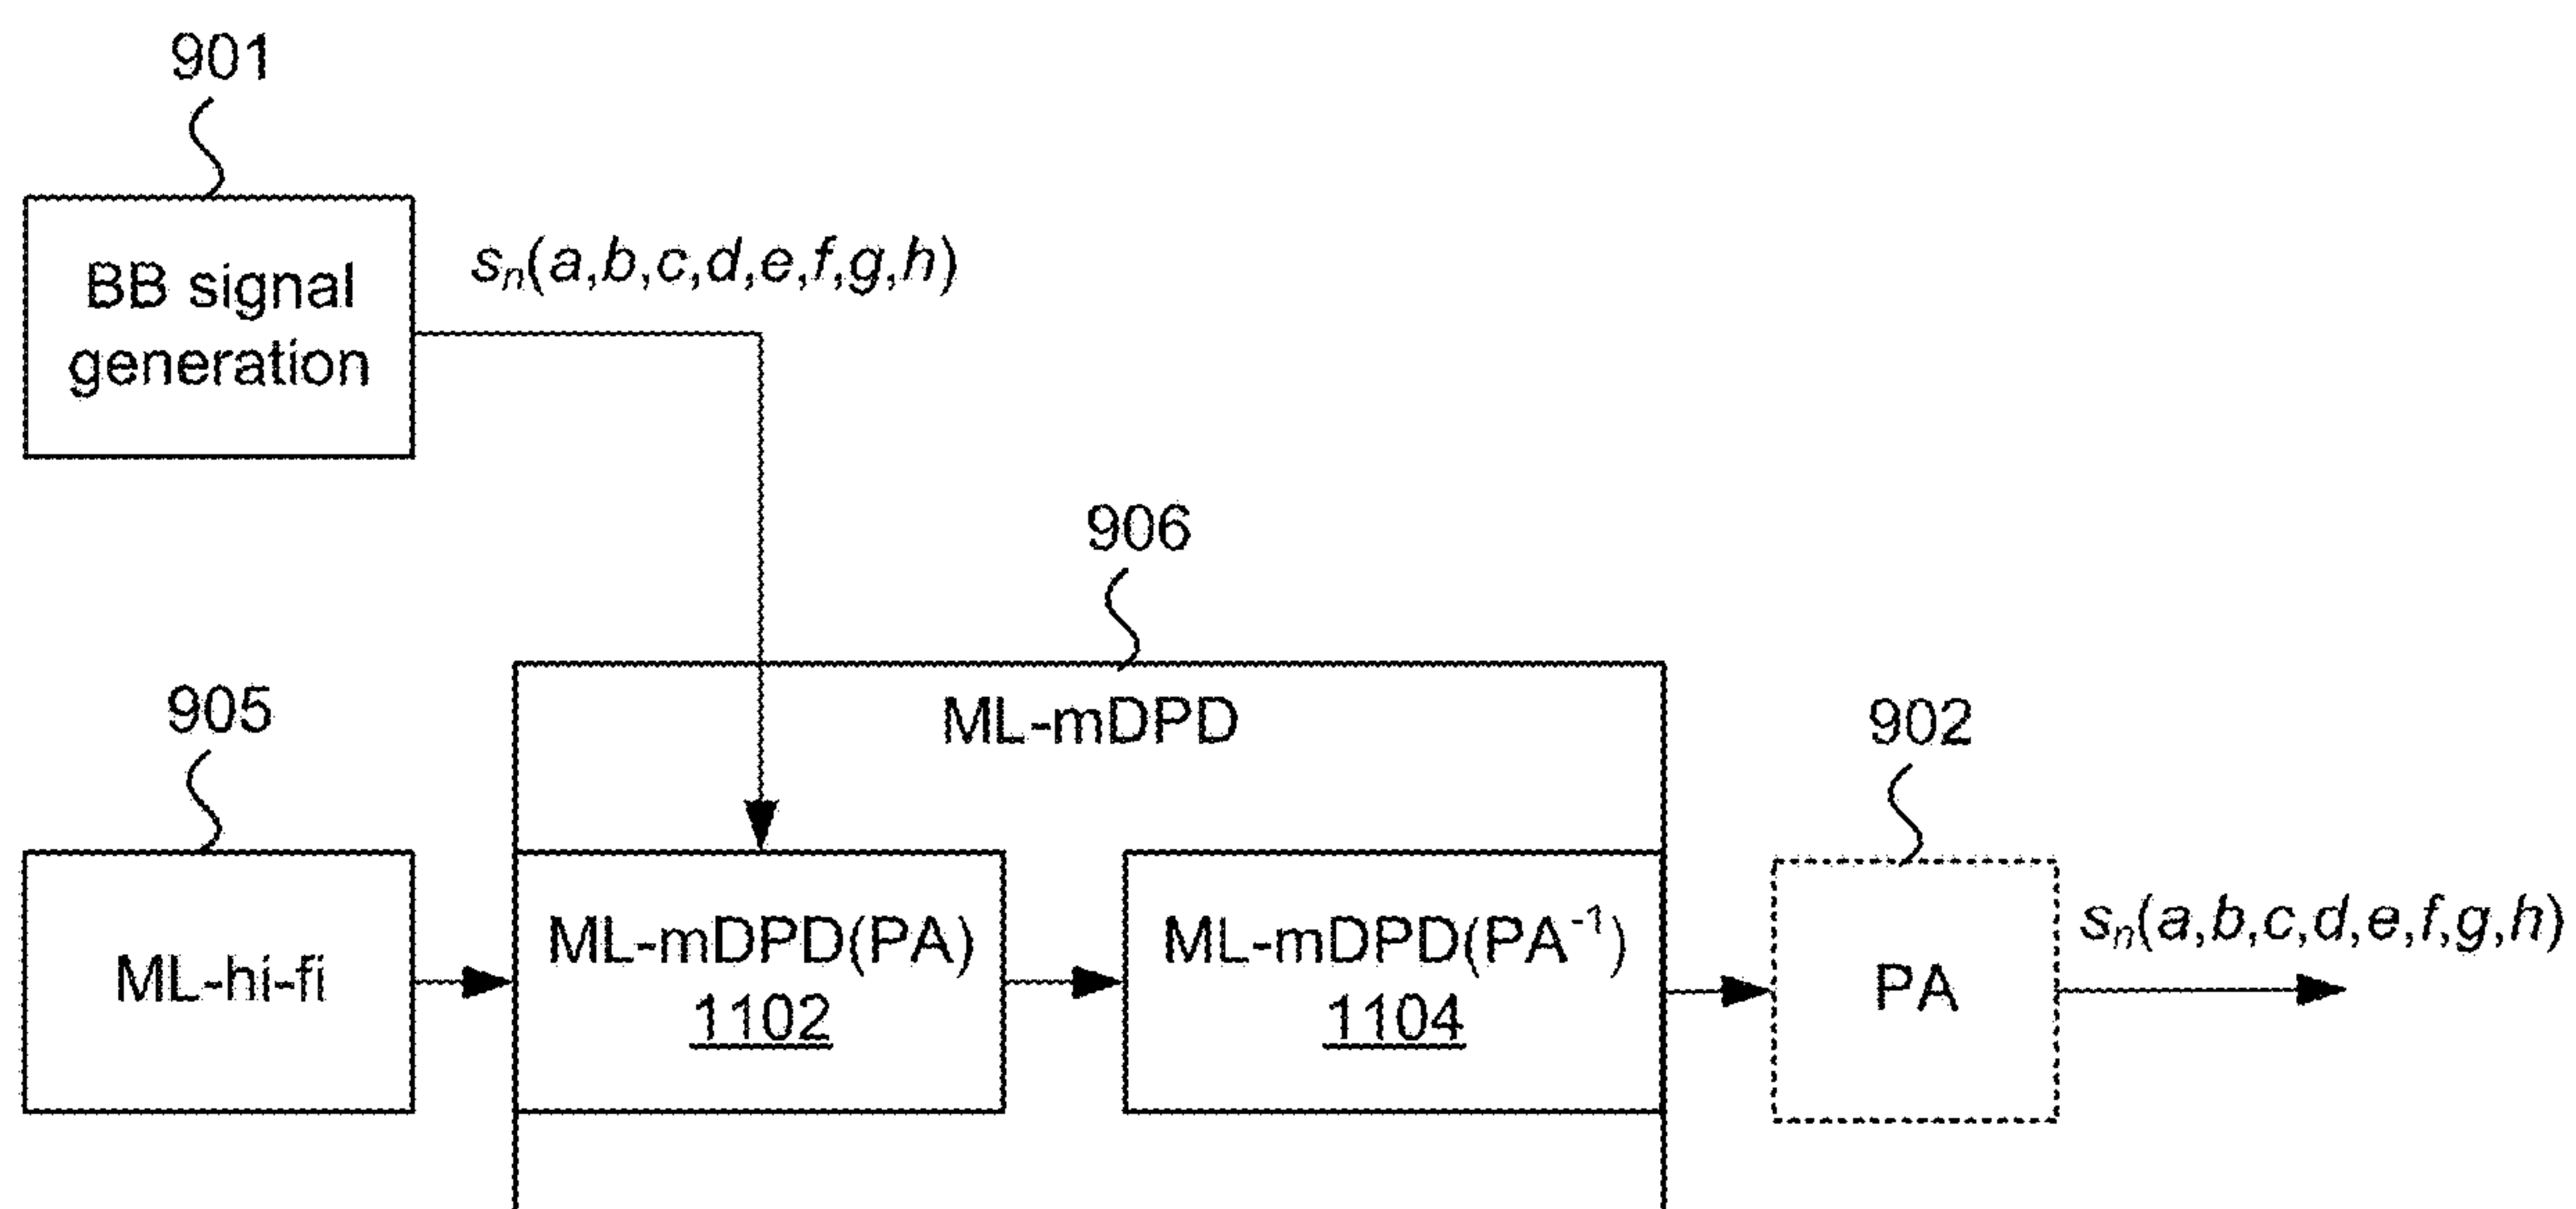 901
BB signal
generation
sn(a,b,c,d,e,f,g,h)
906
ML-mDPD
905
ML-hi-fi
ML-mDPD(PA)
1102
ML-mDPD(PA-1)
1104
902
PA
sn(a,b,c,d,e,f,g,h)